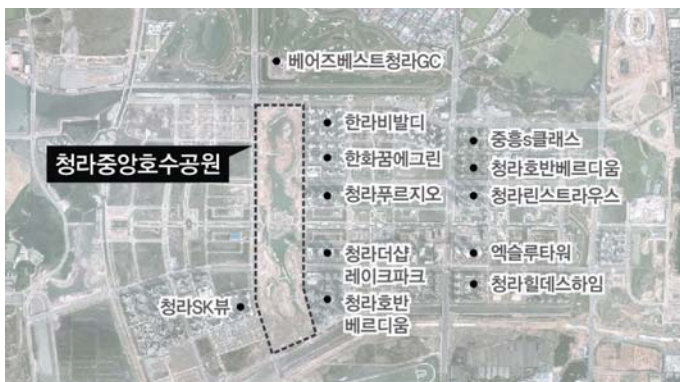 베어즈베스트청라GC
한라비발디
한화꿈에그린
청라푸르지오
중흥s클래스
청라호반베르디움
청라린스트라우스
청라중앙호수공원
청라더샵
레이크파크
청라호반
베르디움
엑슬루타워
청라힐데스하임
청라SK뷰